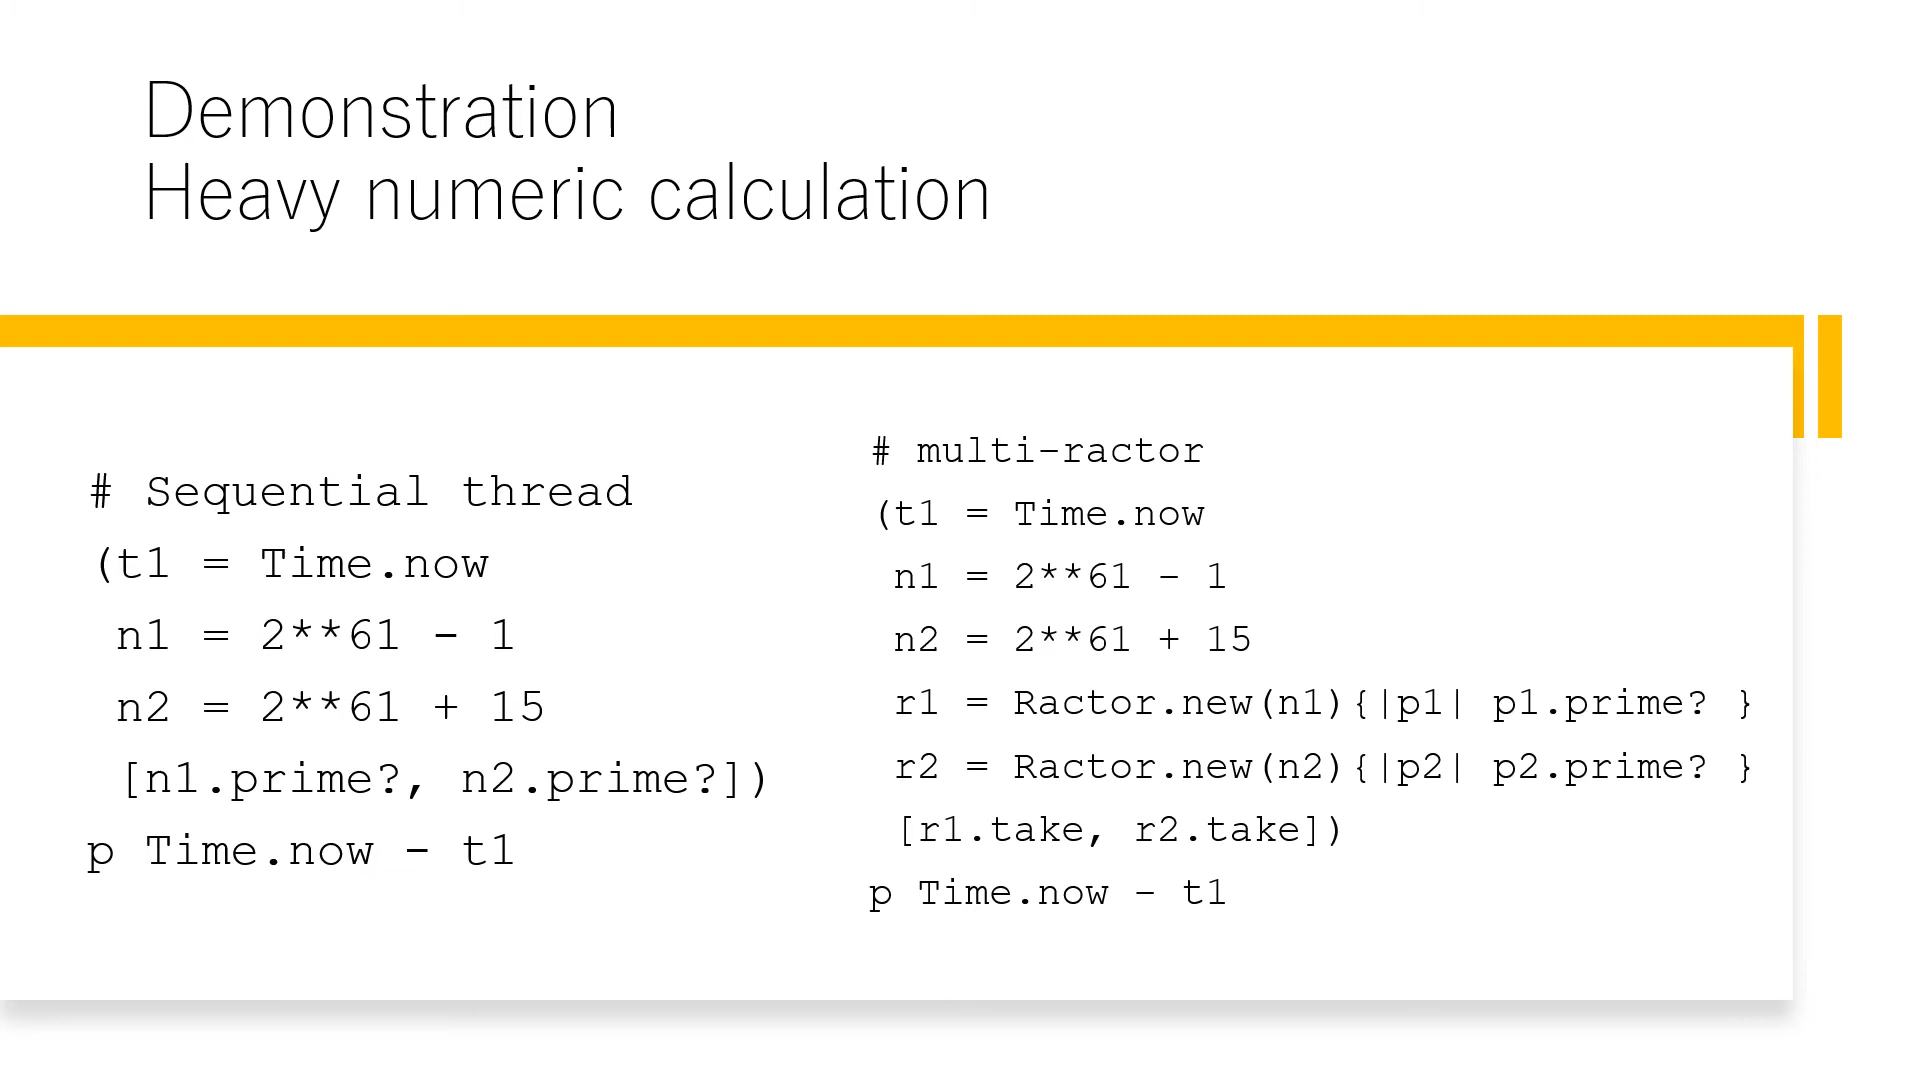 Demonstration
Heavy numeric calculation
# Sequential thread
(t1 = Time.now
n1 = 2**61 - 1
n2 = 2**61 + 15
[n1.prime?, n2.prime?])
p Time.now - t1
# multi-ractor
(t1 = Time.now
n1 = 2**61 - 1
n2 = 2**61 + 15
r1 = Ractor.new(n1){|p1| p1.prime? }
r2 = Ractor.new(n2){|p2| p2.prime? }
[r1.take, r2.take])
p Time.now - t1